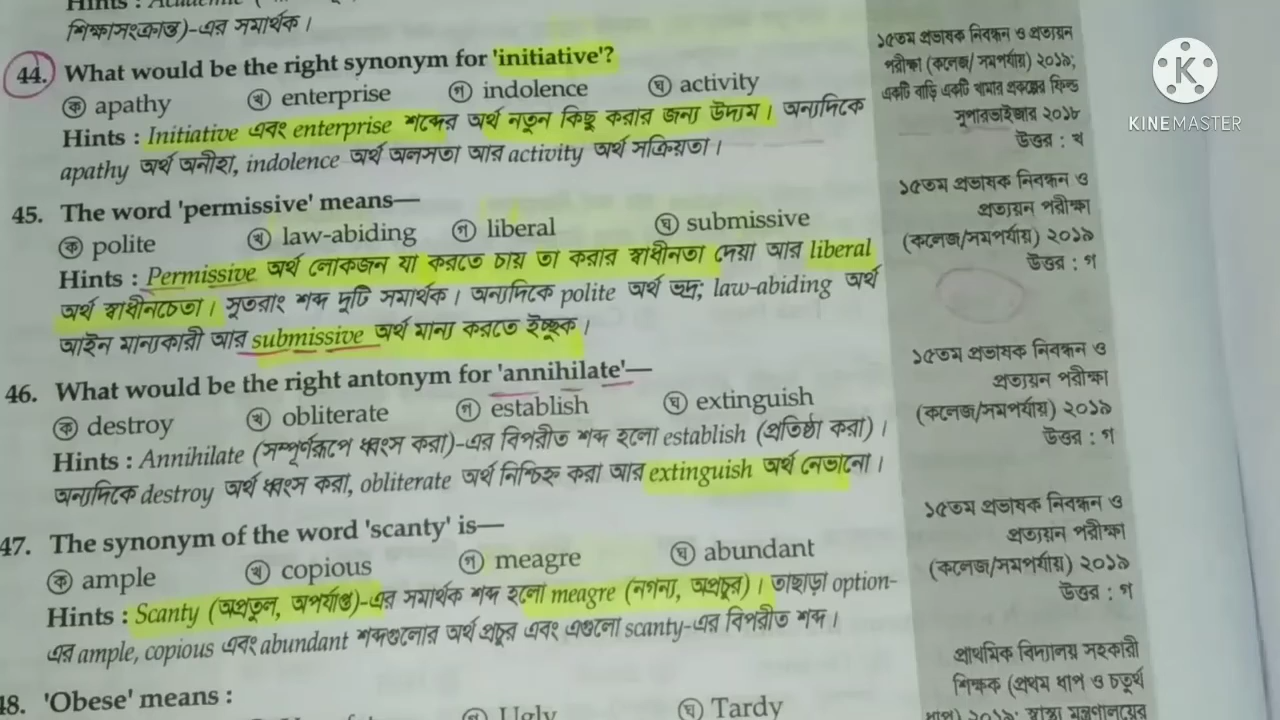 শিক্ষাসংক্রান্ত)-এর সমার্থক।
44. What would be the right synonym for 'initiative'?
ক apathy খ enterprise গ indolence ঘ activity
Hints : Initiative এবং enterprise শব্দের অর্থ নতুন কিছু করার জন্য উদ্যম। অন্যদিকে
apathy অর্থ অনীহা, indolence অর্থ অলসতা আর activity অর্থ সক্রিয়তা।
১৫তম প্রভাষক নিবন্ধন ও প্রত্যয়ন
পরীক্ষা (কলেজ/সমপর্যায়) ২০১৯;
একটি বাড়ি একটি খামার প্রকল্পের ফিল্ড
সুপারভাইজার ২০১৮
উত্তর : খ
45. The word 'permissive' means—
ক polite খ law-abiding গ liberal ঘ submissive
Hints : Permissive অর্থ লোকজন যা করতে চায় তা করার স্বাধীনতা দেয়া আর liberal
অর্থ স্বাধীনচেতা। সুতরাং শব্দ দুটি সমার্থক। অন্যদিকে polite অর্থ ভদ্র; law-abiding অর্থ
আইন মান্যকারী আর submissive অর্থ মান্য করতে ইচ্ছুক।
১৫তম প্রভাষক নিবন্ধন ও
প্রত্যয়ন পরীক্ষা
(কলেজ/সমপর্যায়) ২০১৯
উত্তর : গ
46. What would be the right antonym for 'annihilate'—
ক destroy খ obliterate গ establish ঘ extinguish
Hints : Annihilate (সম্পূর্ণরূপে ধ্বংস করা)-এর বিপরীত শব্দ হলো establish (প্রতিষ্ঠা করা)।
অন্যদিকে destroy অর্থ ধ্বংস করা, obliterate অর্থ নিশ্চিহ্ন করা আর extinguish অর্থ নেভানো।
১৫তম প্রভাষক নিবন্ধন ও
প্রত্যয়ন পরীক্ষা
(কলেজ/সমপর্যায়) ২০১৯
উত্তর : গ
47. The synonym of the word 'scanty' is—
ক ample খ copious গ meagre ঘ abundant
Hints : Scanty (অপ্রতুল, অপর্যাপ্ত)-এর সমার্থক শব্দ হলো meagre (নগন্য, অপ্রচুর)। তাছাড়া option-
এর ample, copious এবং abundant শব্দগুলোর অর্থ প্রচুর এবং এগুলো scanty-এর বিপরীত শব্দ।
১৫তম প্রভাষক নিবন্ধন ও
প্রত্যয়ন পরীক্ষা
(কলেজ/সমপর্যায়) ২০১৯
উত্তর : গ
48. 'Obese' means :
গ Ugly ঘ Tardy
প্রাথমিক বিদ্যালয় সহকারী
শিক্ষক (প্রথম ধাপ ও চতুর্থ
ধাপ) ২০১৯; স্বাস্থ্য মন্ত্রণালয়ের
K
KINEMASTER